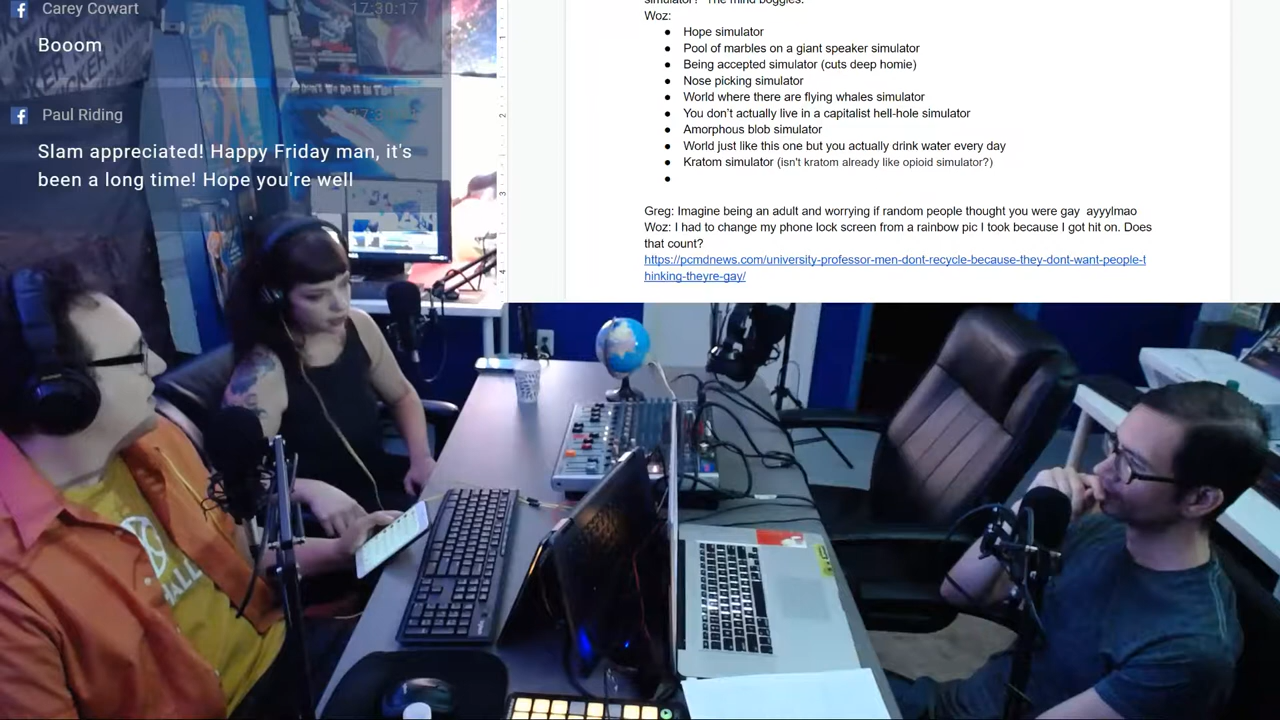 Carey Cowart
17:30:17
Booom
Paul Riding
Slam appreciated! Happy Friday man, it's
been a long time! Hope you're well
simulator? The mind boggles.
Woz:
● Hope simulator
● Pool of marbles on a giant speaker simulator
● Being accepted simulator (cuts deep homie)
● Nose picking simulator
● World where there are flying whales simulator
● You don't actually live in a capitalist hell-hole simulator
● Amorphous blob simulator
● World just like this one but you actually drink water every day
● Kratom simulator (isn't kratom already like opioid simulator?)
●
Greg: Imagine being an adult and worrying if random people thought you were gay ayyylmao
Woz: I had to change my phone lock screen from a rainbow pic I took because I got hit on. Does
that count?
https://pcmdnews.com/university-professor-men-dont-recycle-because-they-dont-want-people-t
hinking-theyre-gay/